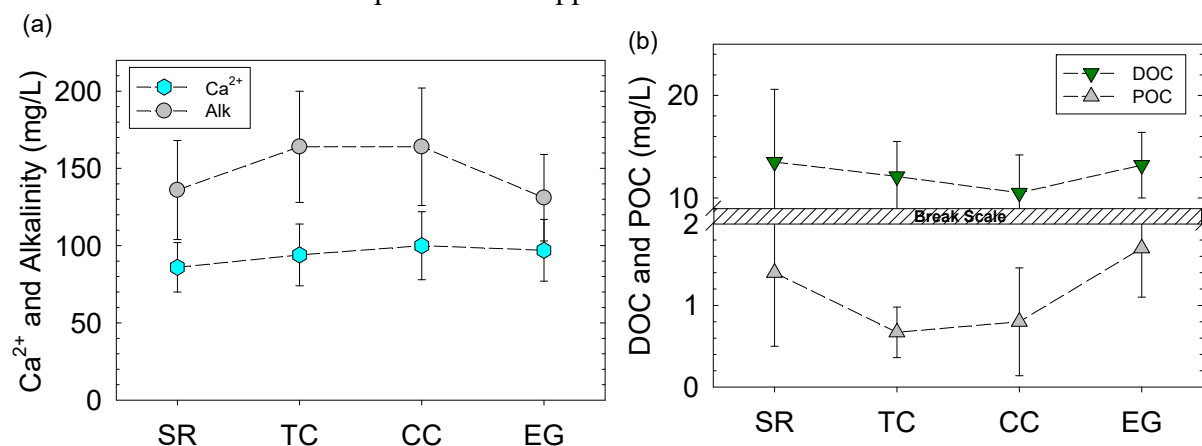 (a)
Ca²⁺ and Alkalinity (mg/L)
200
150
100
50
0
Ca²⁺
Alk
SR TC CC EG
(b)
DOC and POC (mg/L)
20
10
Break Scale
2
1
0
DOC
POC
SR TC CC EG